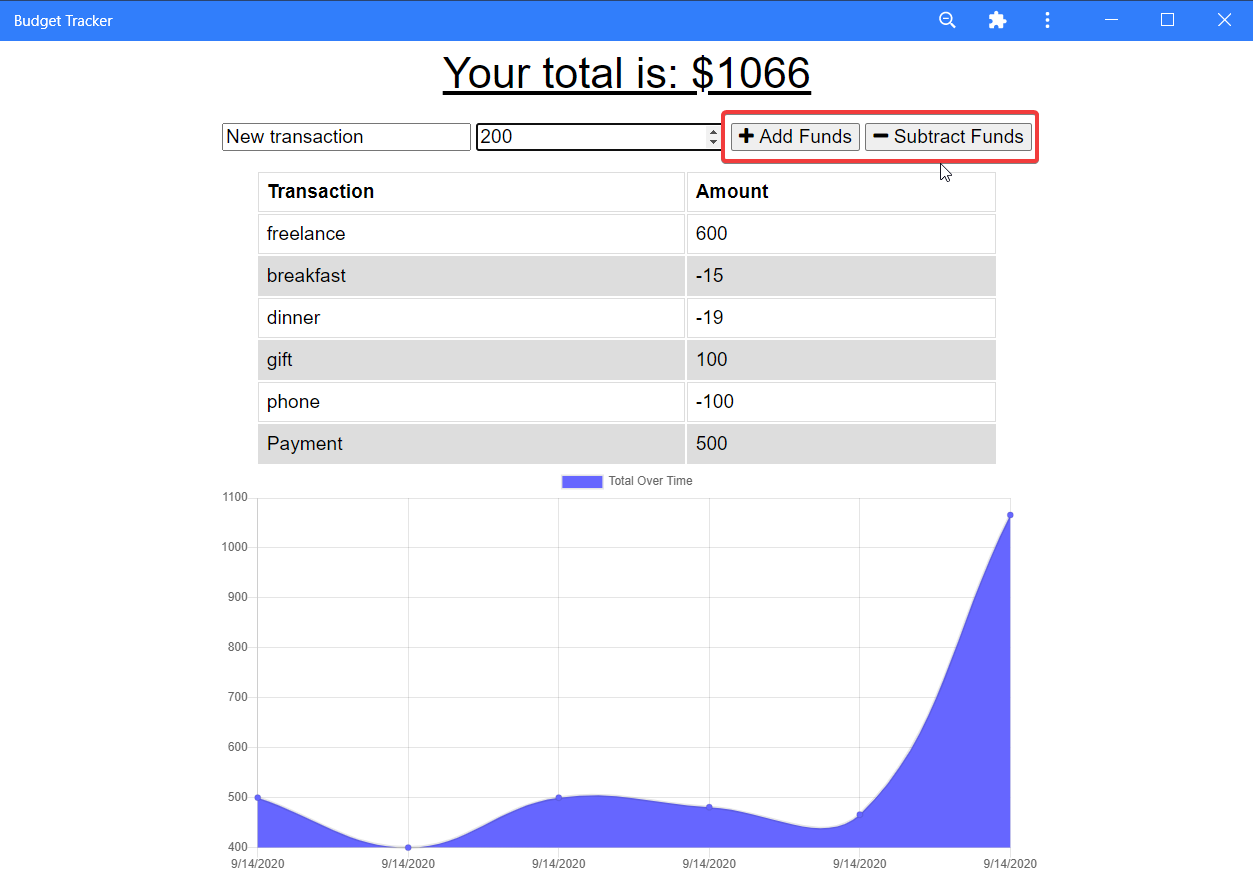 Budget Tracker
Your total is: $1066
New transaction 200 Add Funds Subtract Funds
Transaction Amount
freelance 600
breakfast -15
dinner -19
gift 100
phone -100
Payment 500
Total Over Time
1100
1000
900
800
700
600
500
400
9/14/2020 9/14/2020 9/14/2020 9/14/2020 9/14/2020 9/14/2020